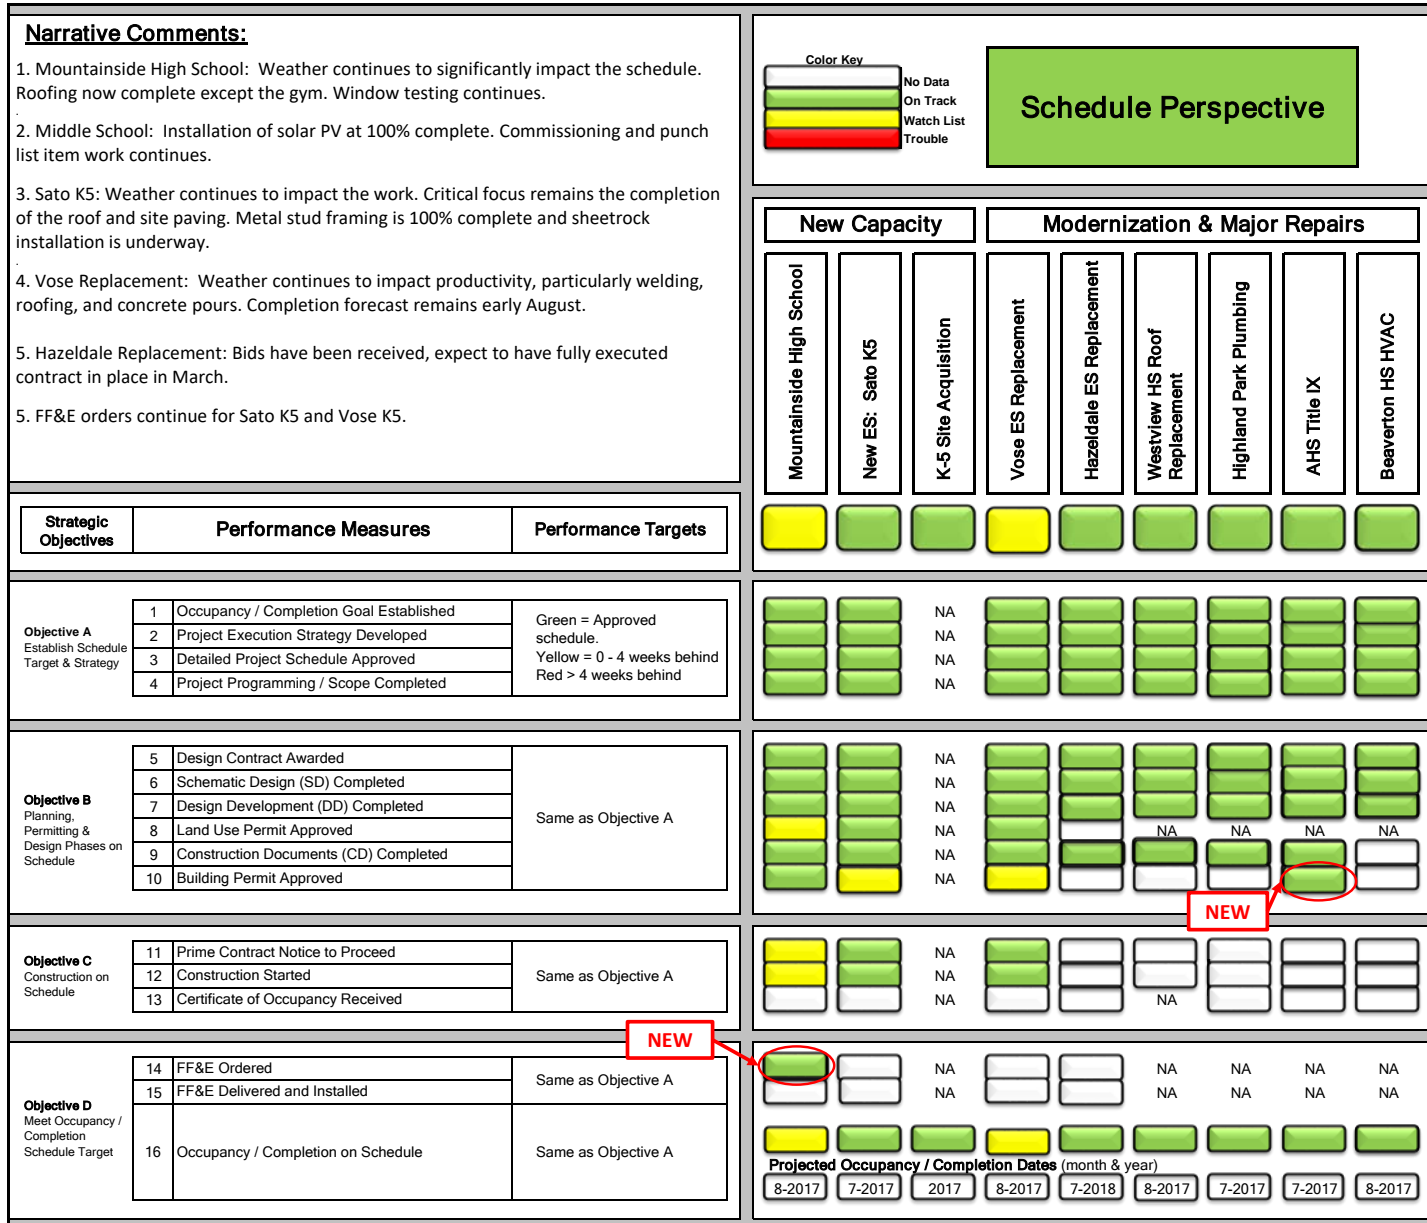 Narrative Comments:
1. Mountainside High School:  Weather continues to significantly impact the schedule.
Roofing now complete except the gym. Window testing continues.
.
2. Middle School:  Installation of solar PV at 100% complete. Commissioning and punch
list item work continues.
3. Sato K5: Weather continues to impact the work. Critical focus remains the completion
of the roof and site paving. Metal stud framing is 100% complete and sheetrock
installation is underway.
.
4. Vose Replacement:  Weather continues to impact productivity, particularly welding,
roofing, and concrete pours. Completion forecast remains early August.
5. Hazeldale Replacement: Bids have been received, expect to have fully executed
contract in place in March.
5. FF&E orders continue for Sato K5 and Vose K5.
Color Key
No Data
On Track
Watch List
Trouble
Schedule Perspective
New Capacity
Modernization & Major Repairs
Mountainside High School
New ES:  Sato K5
K-5 Site Acquisition
Vose ES Replacement
Hazeldale ES Replacement
Westview HS Roof
Replacement
Highland Park Plumbing
AHS Title IX
Beaverton HS HVAC
Strategic
Objectives
Performance Measures
Performance Targets
Objective A
Establish Schedule
Target & Strategy
1 Occupancy / Completion Goal Established
2 Project Execution Strategy Developed
3 Detailed Project Schedule Approved
4 Project Programming / Scope Completed
Green = Approved
schedule.
Yellow = 0 - 4 weeks behind
Red > 4 weeks behind
NA
NA
NA
NA
Objective B
Planning,
Permitting &
Design Phases on
Schedule
5 Design Contract Awarded
6 Schematic Design (SD) Completed
7 Design Development (DD) Completed
8 Land Use Permit Approved
9 Construction Documents (CD) Completed
10 Building Permit Approved
Same as Objective A
NA
NA
NA
NA NA NA NA NA
NA
NA
NEW
Objective C
Construction on
Schedule
11 Prime Contract Notice to Proceed
12 Construction Started
13 Certificate of Occupancy Received
Same as Objective A
NA
NA
NA NA
NEW
Objective D
Meet Occupancy /
Completion
Schedule Target
14 FF&E Ordered
15 FF&E Delivered and Installed
Same as Objective A
16 Occupancy / Completion on Schedule
Same as Objective A
NA NA NA NA NA
NA NA NA NA NA
Projected Occupancy / Completion Dates (month & year)
8-2017 7-2017 2017 8-2017 7-2018 8-2017 7-2017 7-2017 8-2017